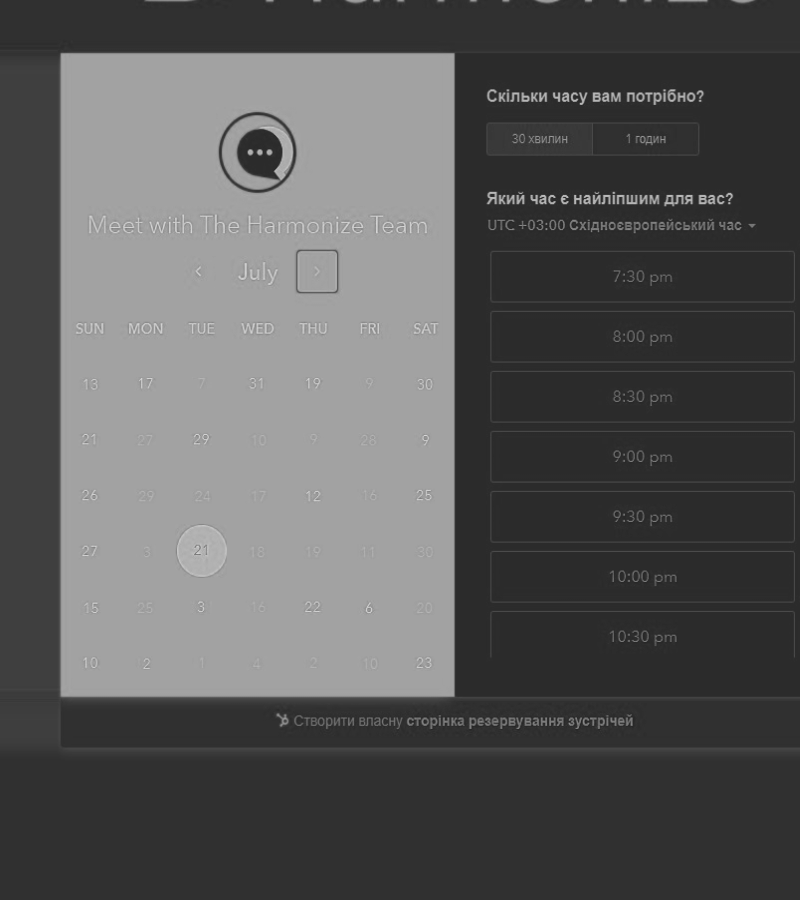 Meet with The Harmonize Team
July
SUN MON TUE WED THU FRI SAT
13 17 7 31 19 9 30
21 27 29 10 9 28 9
26 29 24 17 12 16 25
27 3 21 18 19 11 30
15 25 3 16 22 6 20
10 2 1 4 2 10 23
Скільки часу вам потрібно?
30 хвилин 1 годин
Який час є найліпшим для вас?
UTC +03:00 Східноєвропейський час
7:30 pm
8:00 pm
8:30 pm
9:00 pm
9:30 pm
10:00 pm
10:30 pm
Створити власну сторінка резервування зустрічей